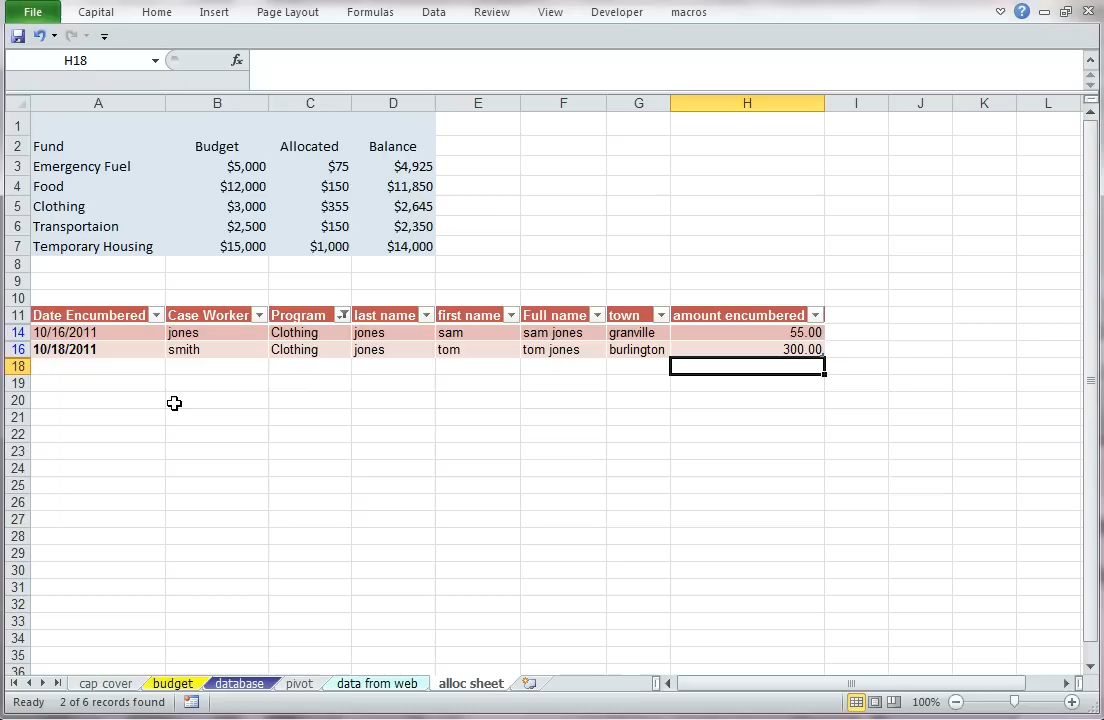 File Capital Home Insert Page Layout Formulas Data Review View Developer macros
H18 fx
A B C D E F G H I J K L
1
2 Fund Budget Allocated Balance
3 Emergency Fuel $5,000 $75 $4,925
4 Food $12,000 $150 $11,850
5 Clothing $3,000 $355 $2,645
6 Transportaion $2,500 $150 $2,350
7 Temporary Housing $15,000 $1,000 $14,000
8
9
10
11 Date Encumbered Case Worker Program last name first name Full name town amount encumbered
14 10/16/2011 jones Clothing jones sam sam jones granville 55.00
16 10/18/2011 smith Clothing jones tom tom jones burlington 300.00
18
19
20
21
22
23
24
25
26
27
28
29
30
31
32
33
34
35
36
cap cover budget database pivot data from web alloc sheet
Ready 2 of 6 records found 100%